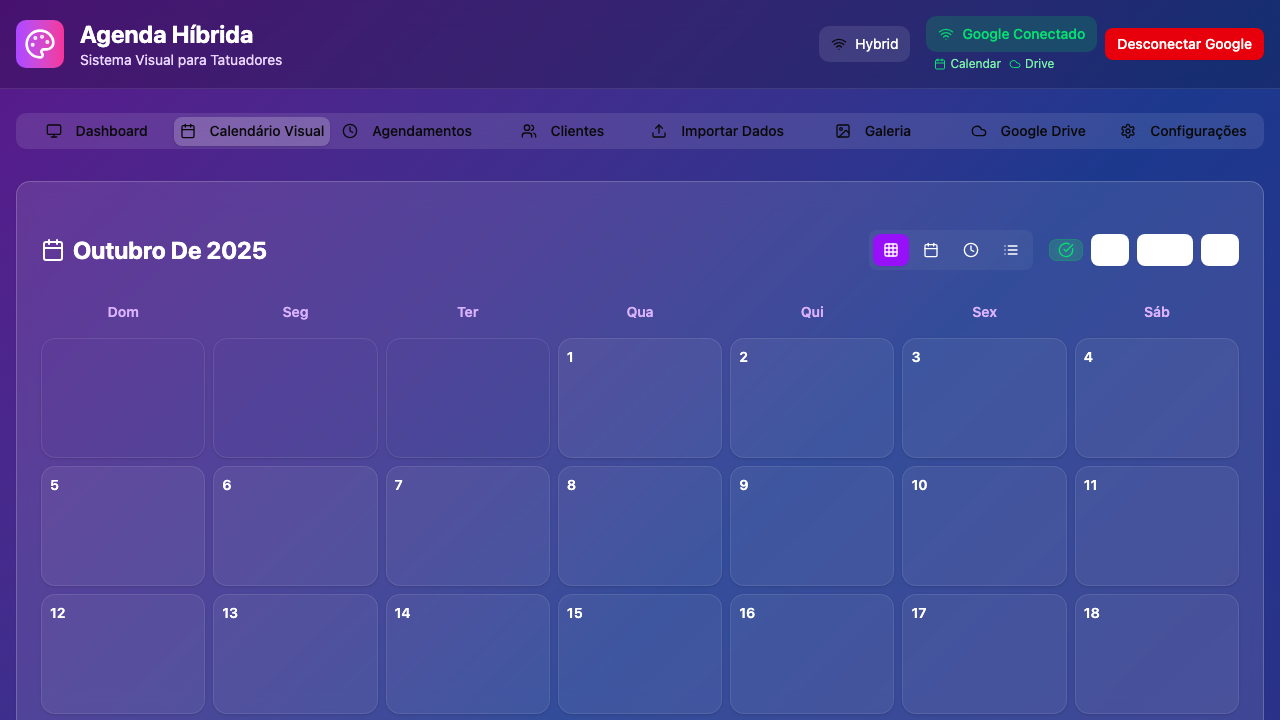 Agenda Híbrida
Sistema Visual para Tatuadores
Hybrid
Google Conectado
Calendar Drive
Desconectar Google
Dashboard Calendário Visual Agendamentos Clientes Importar Dados Galeria Google Drive Configurações
Outubro De 2025
Dom Seg Ter Qua Qui Sex Sáb
1 2 3 4
5 6 7 8 9 10 11
12 13 14 15 16 17 18